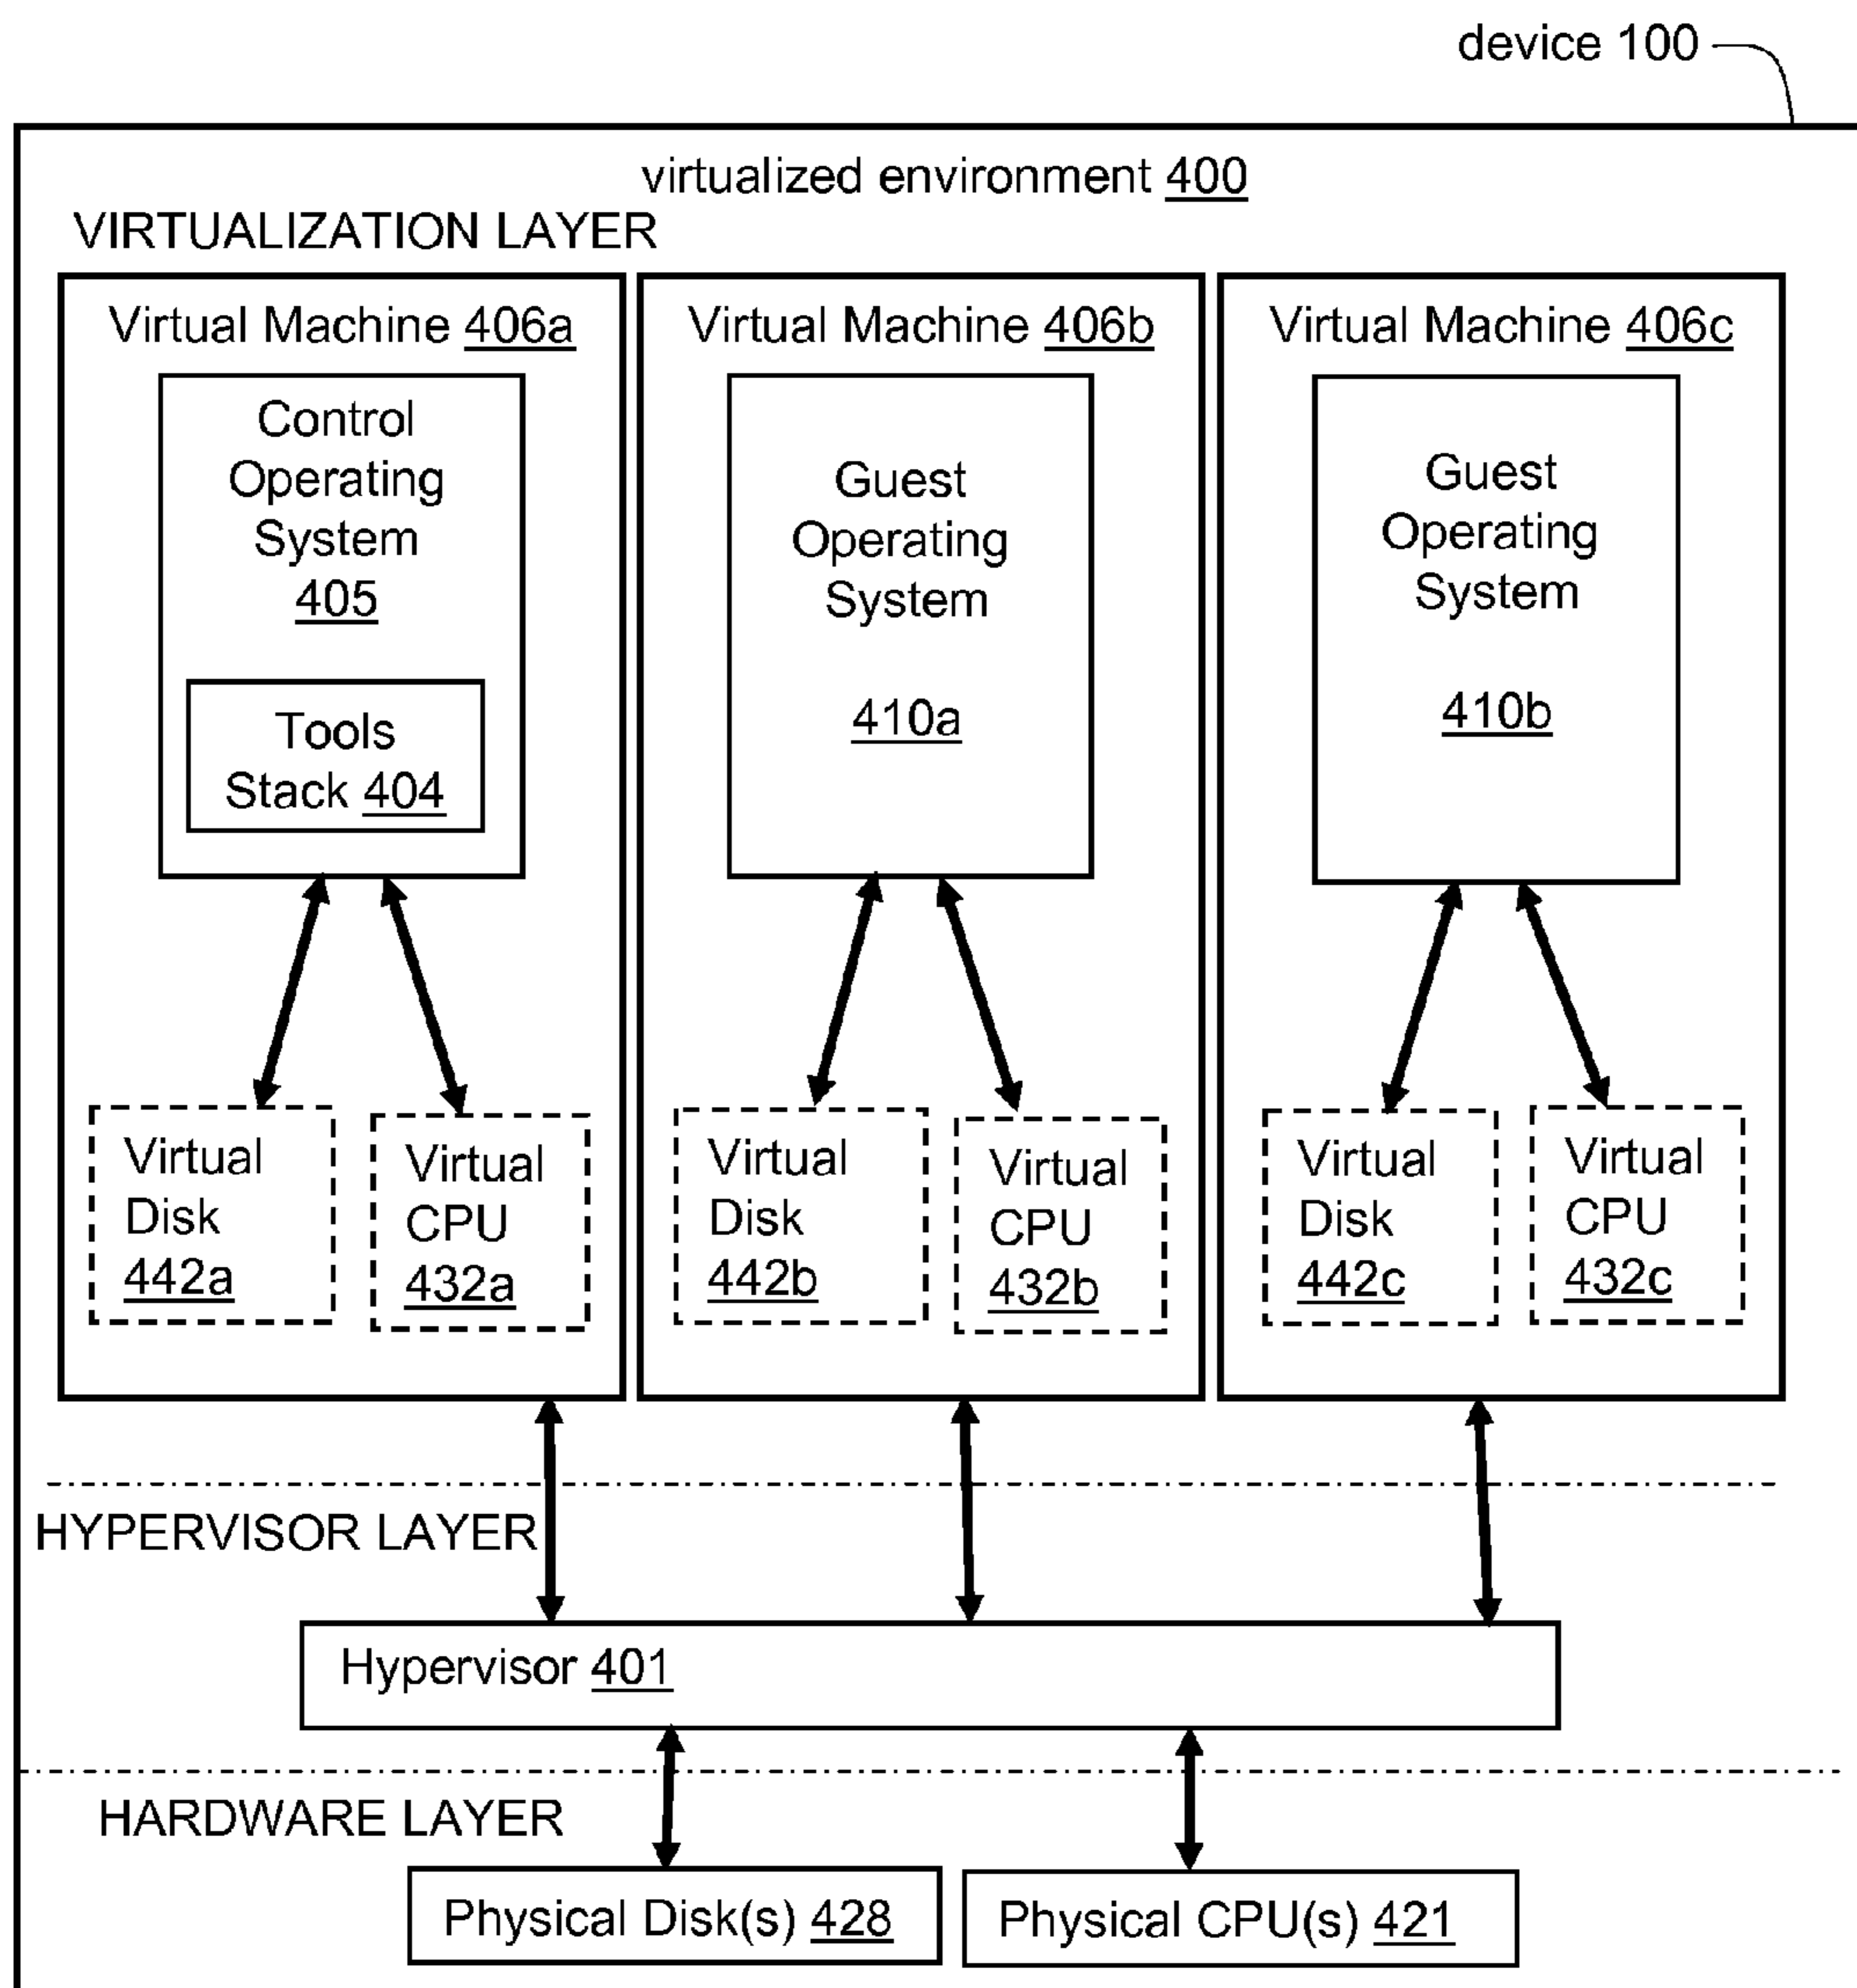 device 100
virtualized environment 400
VIRTUALIZATION LAYER
Virtual Machine 406a
Control
Operating
System
405
Tools
Stack 404
Virtual
Disk
442a
Virtual
CPU
432a
Virtual Machine 406b
Guest
Operating
System
410a
Virtual
Disk
442b
Virtual
CPU
432b
Virtual Machine 406c
Guest
Operating
System
410b
Virtual
Disk
442c
Virtual
CPU
432c
HYPERVISOR LAYER
Hypervisor 401
HARDWARE LAYER
Physical Disk(s) 428
Physical CPU(s) 421